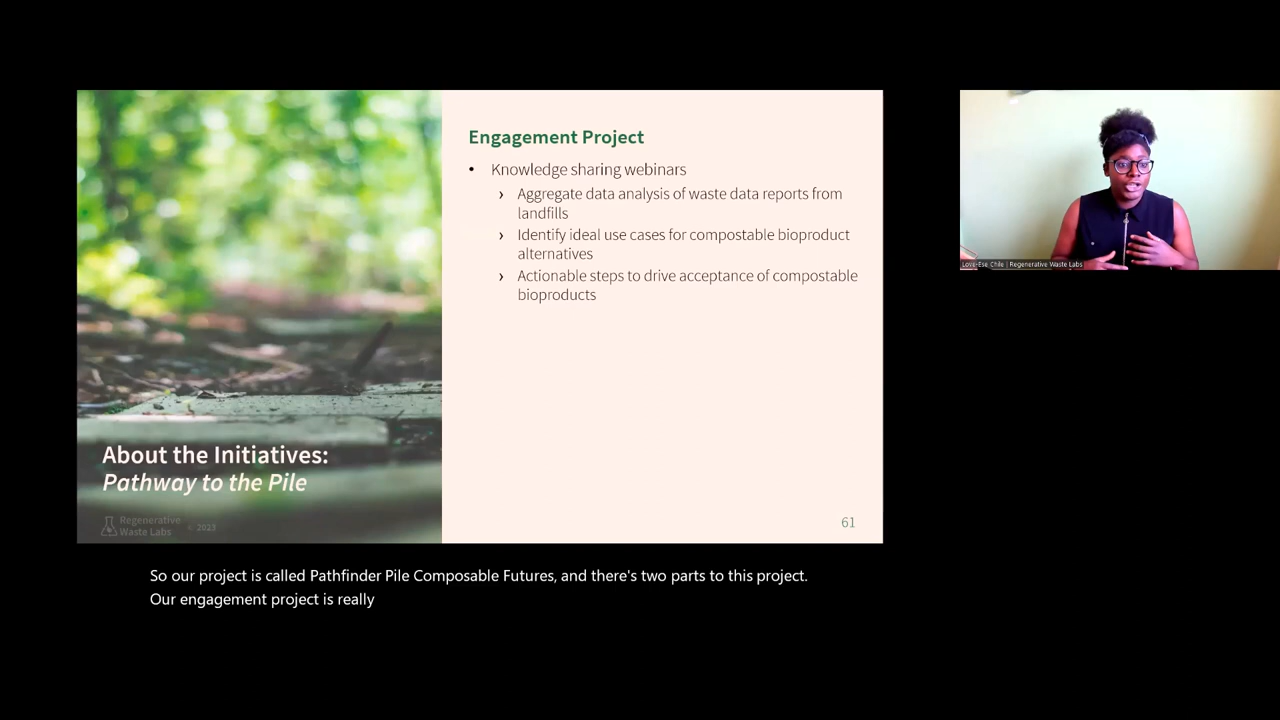 Engagement Project
• Knowledge sharing webinars
› Aggregate data analysis of waste data reports from
landfills
› Identify ideal use cases for compostable bioproduct
alternatives
› Actionable steps to drive acceptance of compostable
bioproducts
About the Initiatives:
Pathway to the Pile
Regenerative
Waste Labs © 2023
61
Love-Ese Chile | Regenerative Waste Labs
So our project is called Pathfinder Pile Composable Futures, and there's two parts to this project.
Our engagement project is really